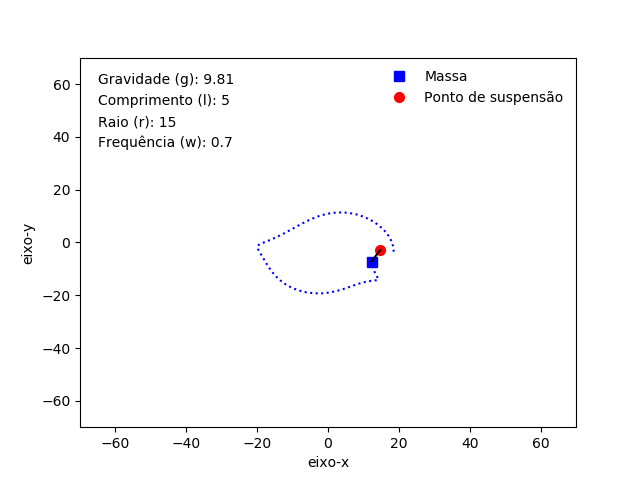 Gravidade (g): 9.81
Comprimento (l): 5
Raio (r): 15
Frequência (w): 0.7
Massa
Ponto de suspensão
eixo-y
60
40
20
0
−20
−40
−60
−60
−40
−20
0
20
40
60
eixo-x